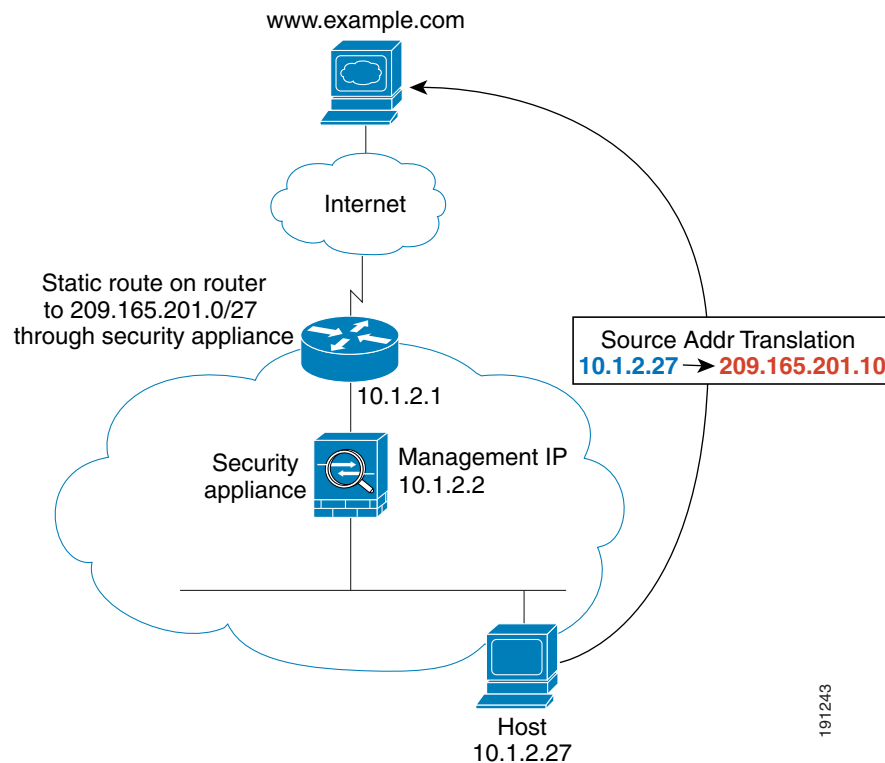 www.example.com
Internet
Static route on router
to 209.165.201.0/27
through security appliance
Source Addr Translation
10.1.2.27 209.165.201.10
10.1.2.1
Security
appliance
Management IP
10.1.2.2
Host
10.1.2.27
191243